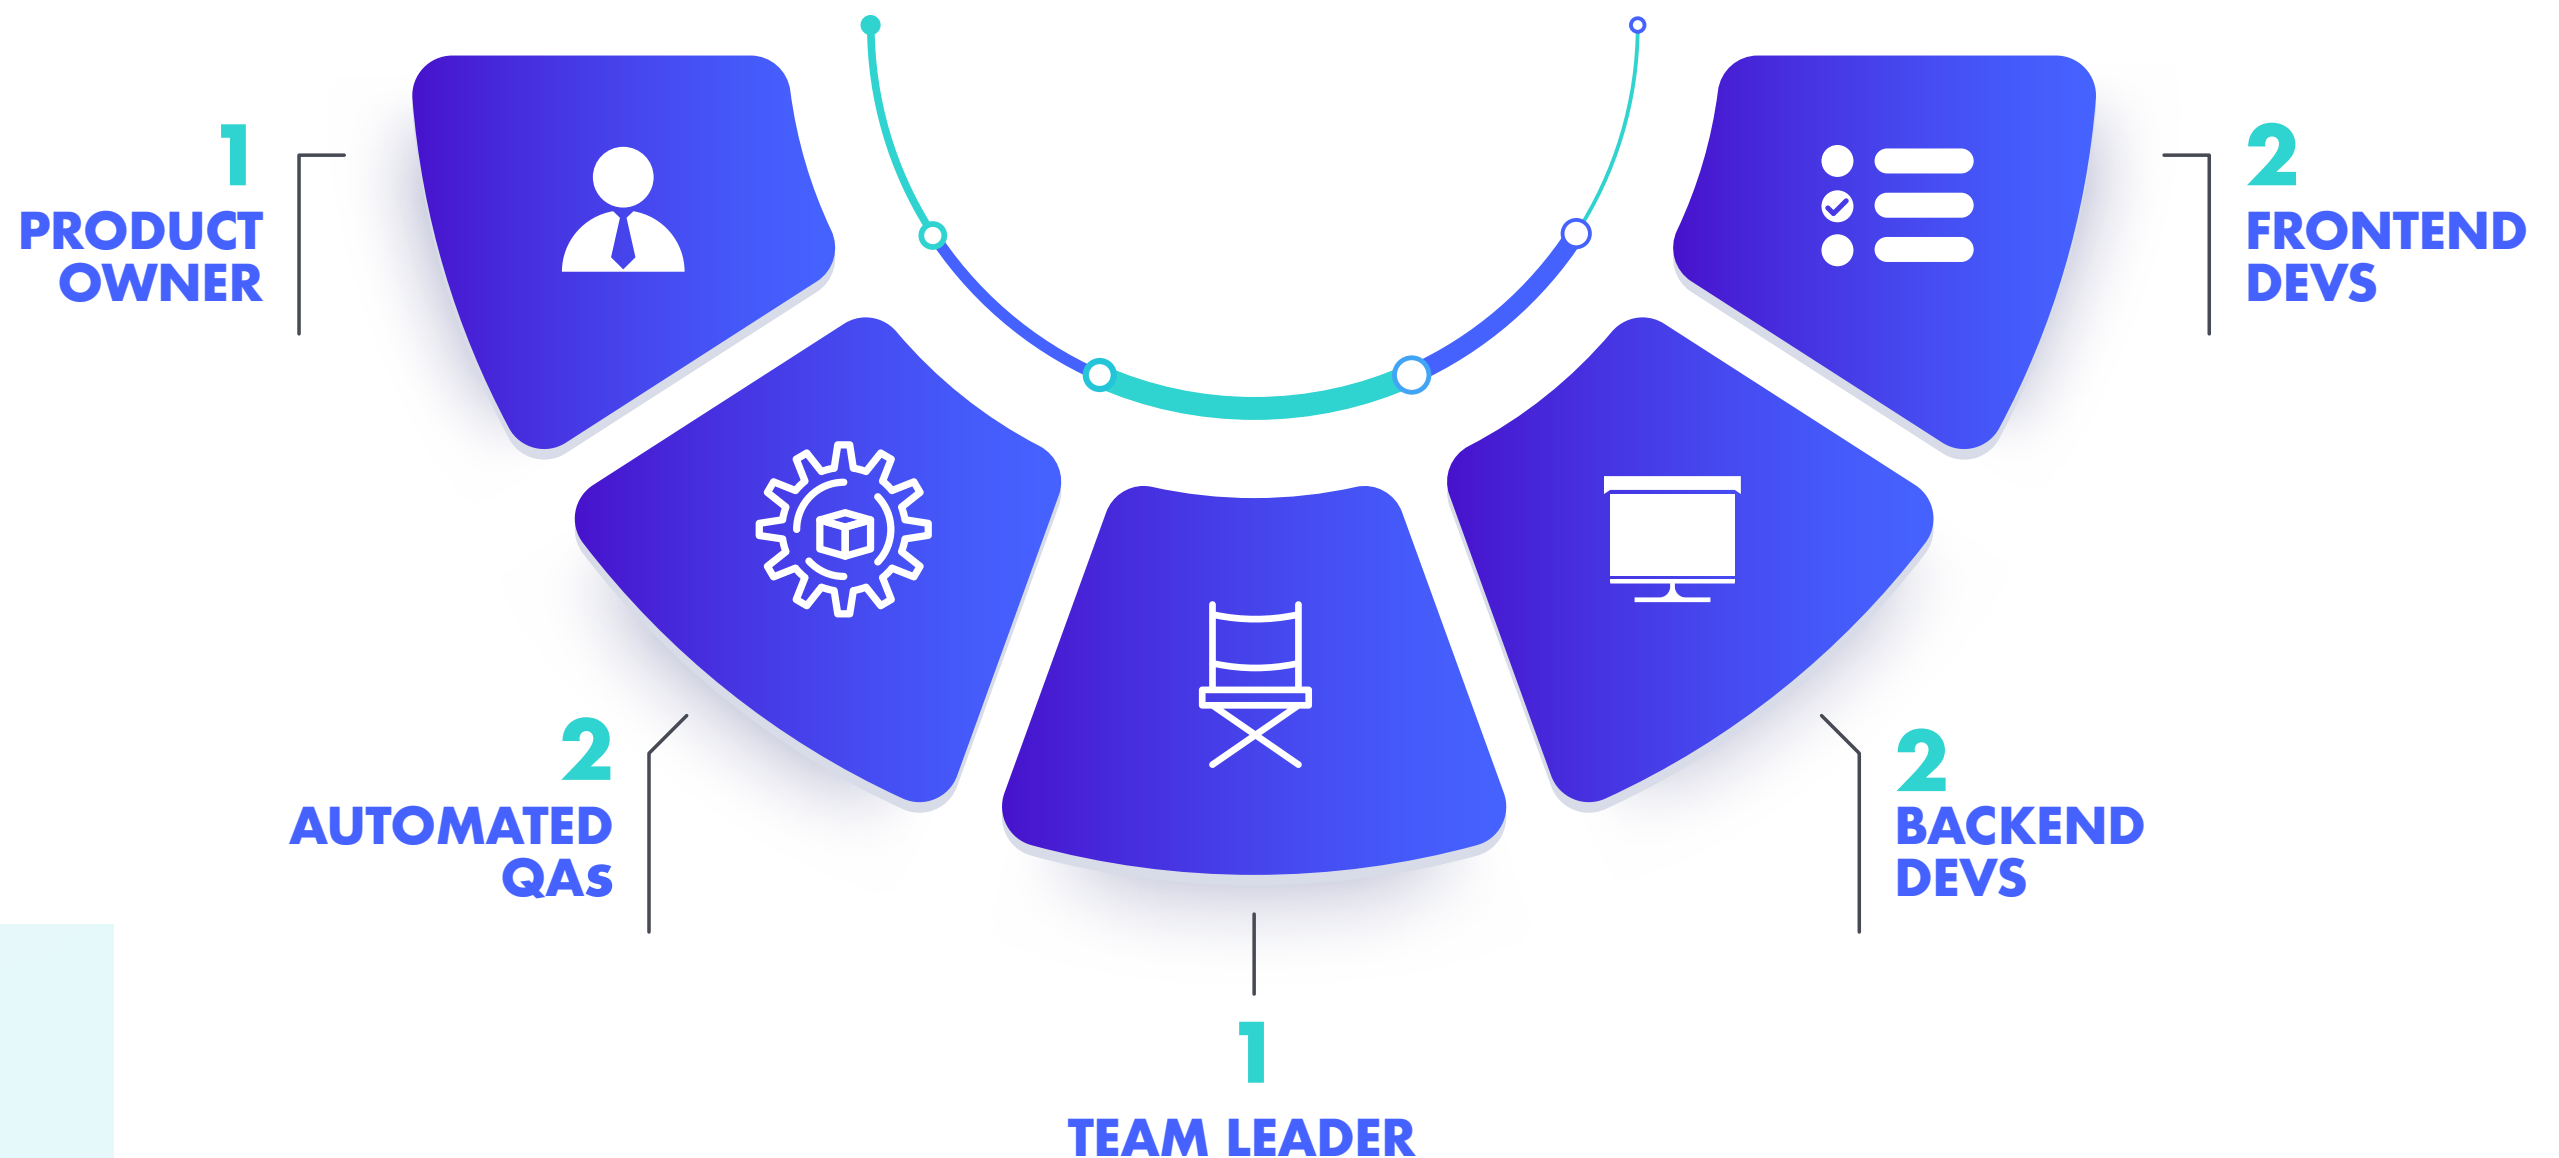 1
PRODUCT
OWNER
2
AUTOMATED
QAs
1
TEAM LEADER
2
BACKEND
DEVS
2
FRONTEND
DEVS